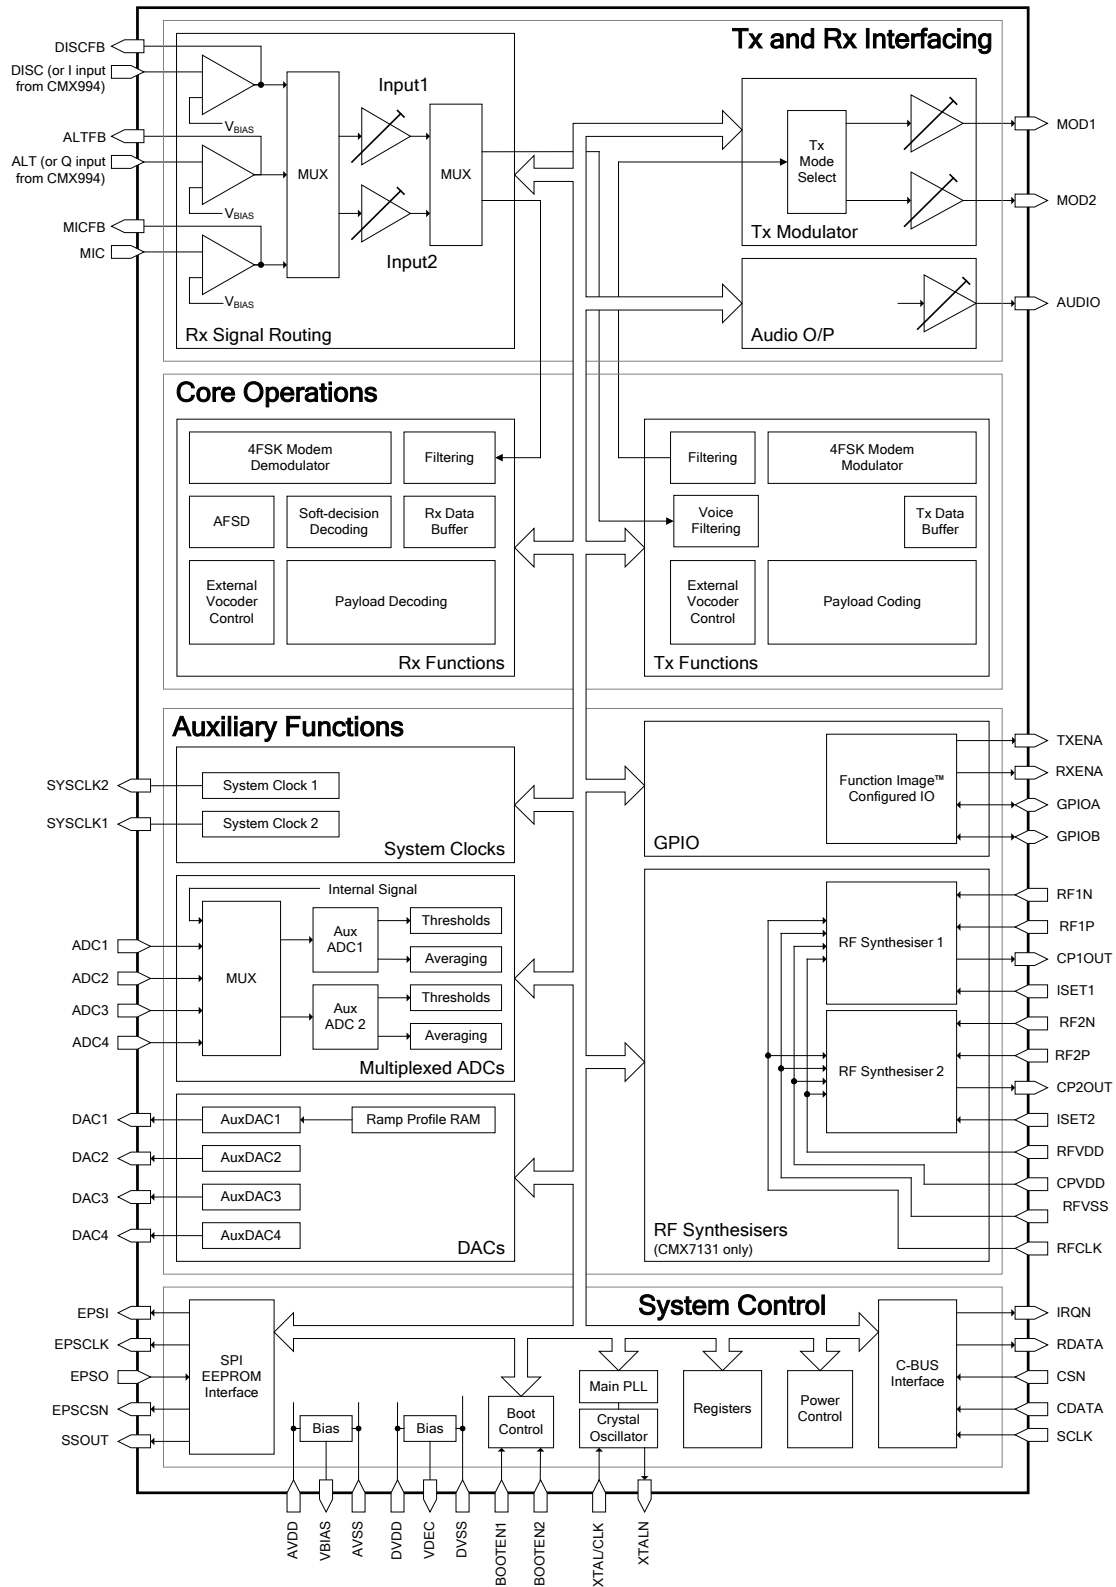 Tx and Rx Interfacing
DISCFB
DISC (or I input
from CMX994)
ALTFB
ALT (or Q input
from CMX994)
MICFB
MIC
VBIAS
VBIAS
VBIAS
MUX
Input1
Input2
MUX
Rx Signal Routing
Tx
Mode
Select
Tx Modulator
Audio O/P
MOD1
MOD2
AUDIO
Core Operations
4FSK Modem
Demodulator
Filtering
AFSD
Soft-decision
Decoding
Rx Data
Buffer
External
Vocoder
Control
Payload Decoding
Rx Functions
Filtering
4FSK Modem
Modulator
Voice
Filtering
Tx Data
Buffer
External
Vocoder
Control
Payload Coding
Tx Functions
Auxiliary Functions
SYSCLK2
SYSCLK1
System Clock 1
System Clock 2
System Clocks
Function Image™
Configured IO
GPIO
TXENA
RXENA
GPIOA
GPIOB
Internal Signal
ADC1
ADC2
ADC3
ADC4
MUX
Aux
ADC1
Thresholds
Averaging
Aux
ADC 2
Thresholds
Averaging
Multiplexed ADCs
RF Synthesiser 1
RF Synthesiser 2
RF Synthesisers
(CMX7131 only)
RF1N
RF1P
CP1OUT
ISET1
RF2N
RF2P
CP2OUT
ISET2
RFVDD
CPVDD
RFVSS
RFCLK
DAC1
DAC2
DAC3
DAC4
AuxDAC1
Ramp Profile RAM
AuxDAC2
AuxDAC3
AuxDAC4
DACs
System Control
EPSI
EPSCLK
EPSO
EPSCSN
SSOUT
SPI
EEPROM
Interface
Bias
Bias
Boot
Control
Main PLL
Crystal
Oscillator
Registers
Power
Control
C-BUS
Interface
IRQN
RDATA
CSN
CDATA
SCLK
AVDD
VBIAS
AVSS
DVDD
VDEC
DVSS
BOOTEN1
BOOTEN2
XTAL/CLK
XTALN